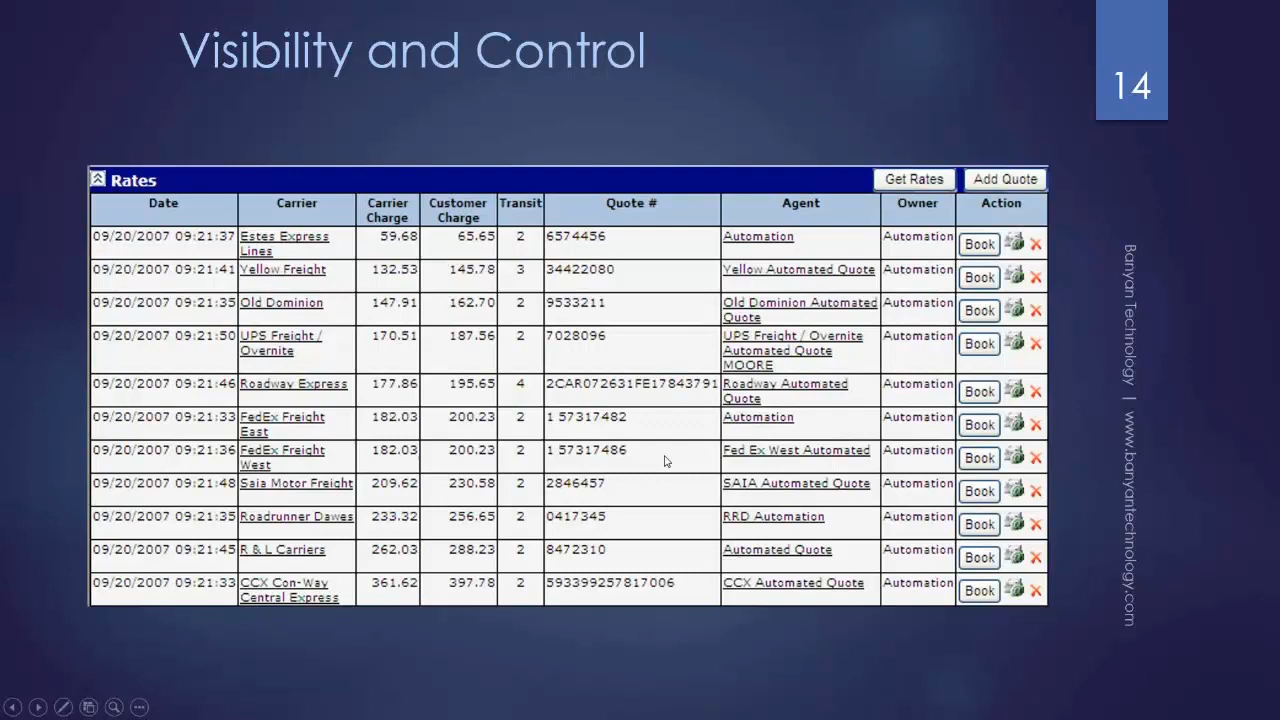 Visibility and Control
14
Rates
Get Rates Add Quote
Date Carrier Carrier Charge Customer Charge Transit Quote # Agent Owner Action
09/20/2007 09:21:37 Estes Express Lines 59.68 65.65 2 6574456 Automation Automation Book
09/20/2007 09:21:41 Yellow Freight 132.53 145.78 3 34422080 Yellow Automated Quote Automation Book
09/20/2007 09:21:35 Old Dominion 147.91 162.70 2 9533211 Old Dominion Automated Quote Automation Book
09/20/2007 09:21:50 UPS Freight / Overnite 170.51 187.56 2 7028096 UPS Freight / Overnite Automated Quote MOORE Automation Book
09/20/2007 09:21:46 Roadway Express 177.86 195.65 4 2CAR072631FE17843791 Roadway Automated Quote Automation Book
09/20/2007 09:21:33 FedEx Freight East 182.03 200.23 2 1 57317482 Automation Automation Book
09/20/2007 09:21:36 FedEx Freight West 182.03 200.23 2 1 57317486 Fed Ex West Automated Automation Book
09/20/2007 09:21:48 Saia Motor Freight 209.62 230.58 2 2846457 SAIA Automated Quote Automation Book
09/20/2007 09:21:35 Roadrunner Dawes 233.32 256.65 2 0417345 RRD Automation Automation Book
09/20/2007 09:21:45 R & L Carriers 262.03 288.23 2 8472310 Automated Quote Automation Book
09/20/2007 09:21:33 CCX Con-Way Central Express 361.62 397.78 2 593399257817006 CCX Automated Quote Automation Book
Banyan Technology | www.banyantechnology.com